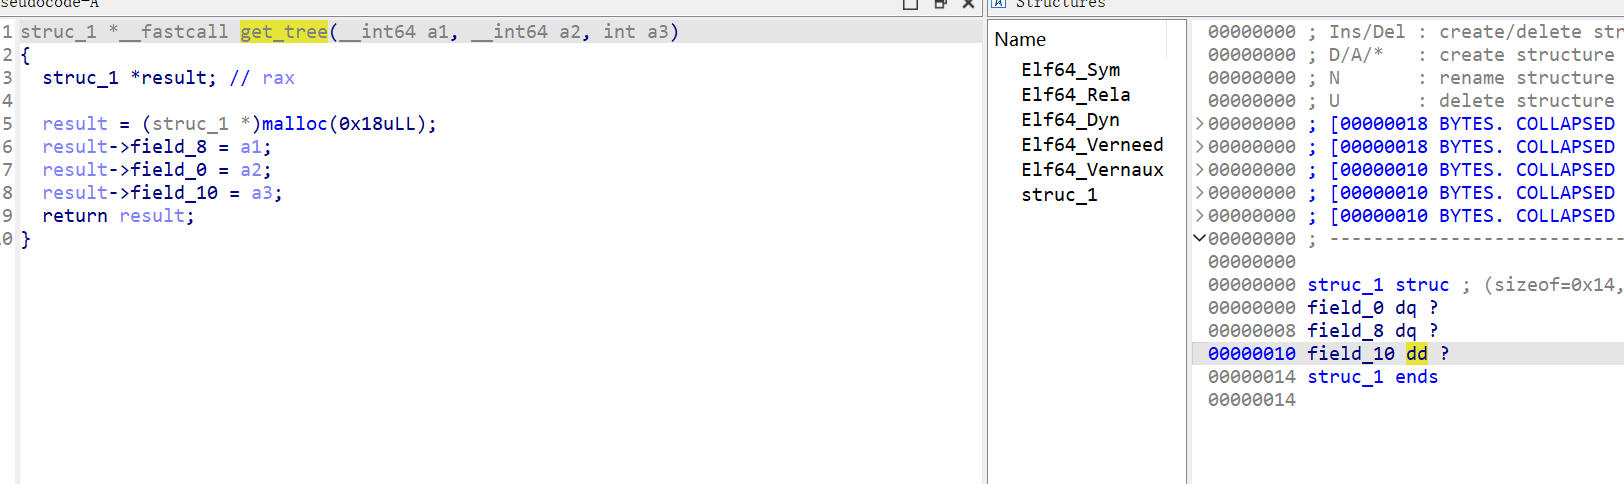 seudocode-A
1 struc_1 *__fastcall get_tree(__int64 a1, __int64 a2, int a3)
2 {
3 struc_1 *result; // rax
4
5 result = (struc_1 *)malloc(0x18uLL);
6 result->field_8 = a1;
7 result->field_0 = a2;
8 result->field_10 = a3;
9 return result;
0 }
Structures
Name
Elf64_Sym
Elf64_Rela
Elf64_Dyn
Elf64_Verneed
Elf64_Vernaux
struc_1
00000000 ; Ins/Del : create/delete str
00000000 ; D/A/* : create structure
00000000 ; N : rename structure
00000000 ; U : delete structure
00000000 ; [00000018 BYTES. COLLAPSED
00000000 ; [00000018 BYTES. COLLAPSED
00000000 ; [00000010 BYTES. COLLAPSED
00000000 ; [00000010 BYTES. COLLAPSED
00000000 ; [00000010 BYTES. COLLAPSED
00000000 ; ---------------------------
00000000
00000000 struc_1 struc ; (sizeof=0x14,
00000000 field_0 dq ?
00000008 field_8 dq ?
00000010 field_10 dd ?
00000014 struc_1 ends
00000014